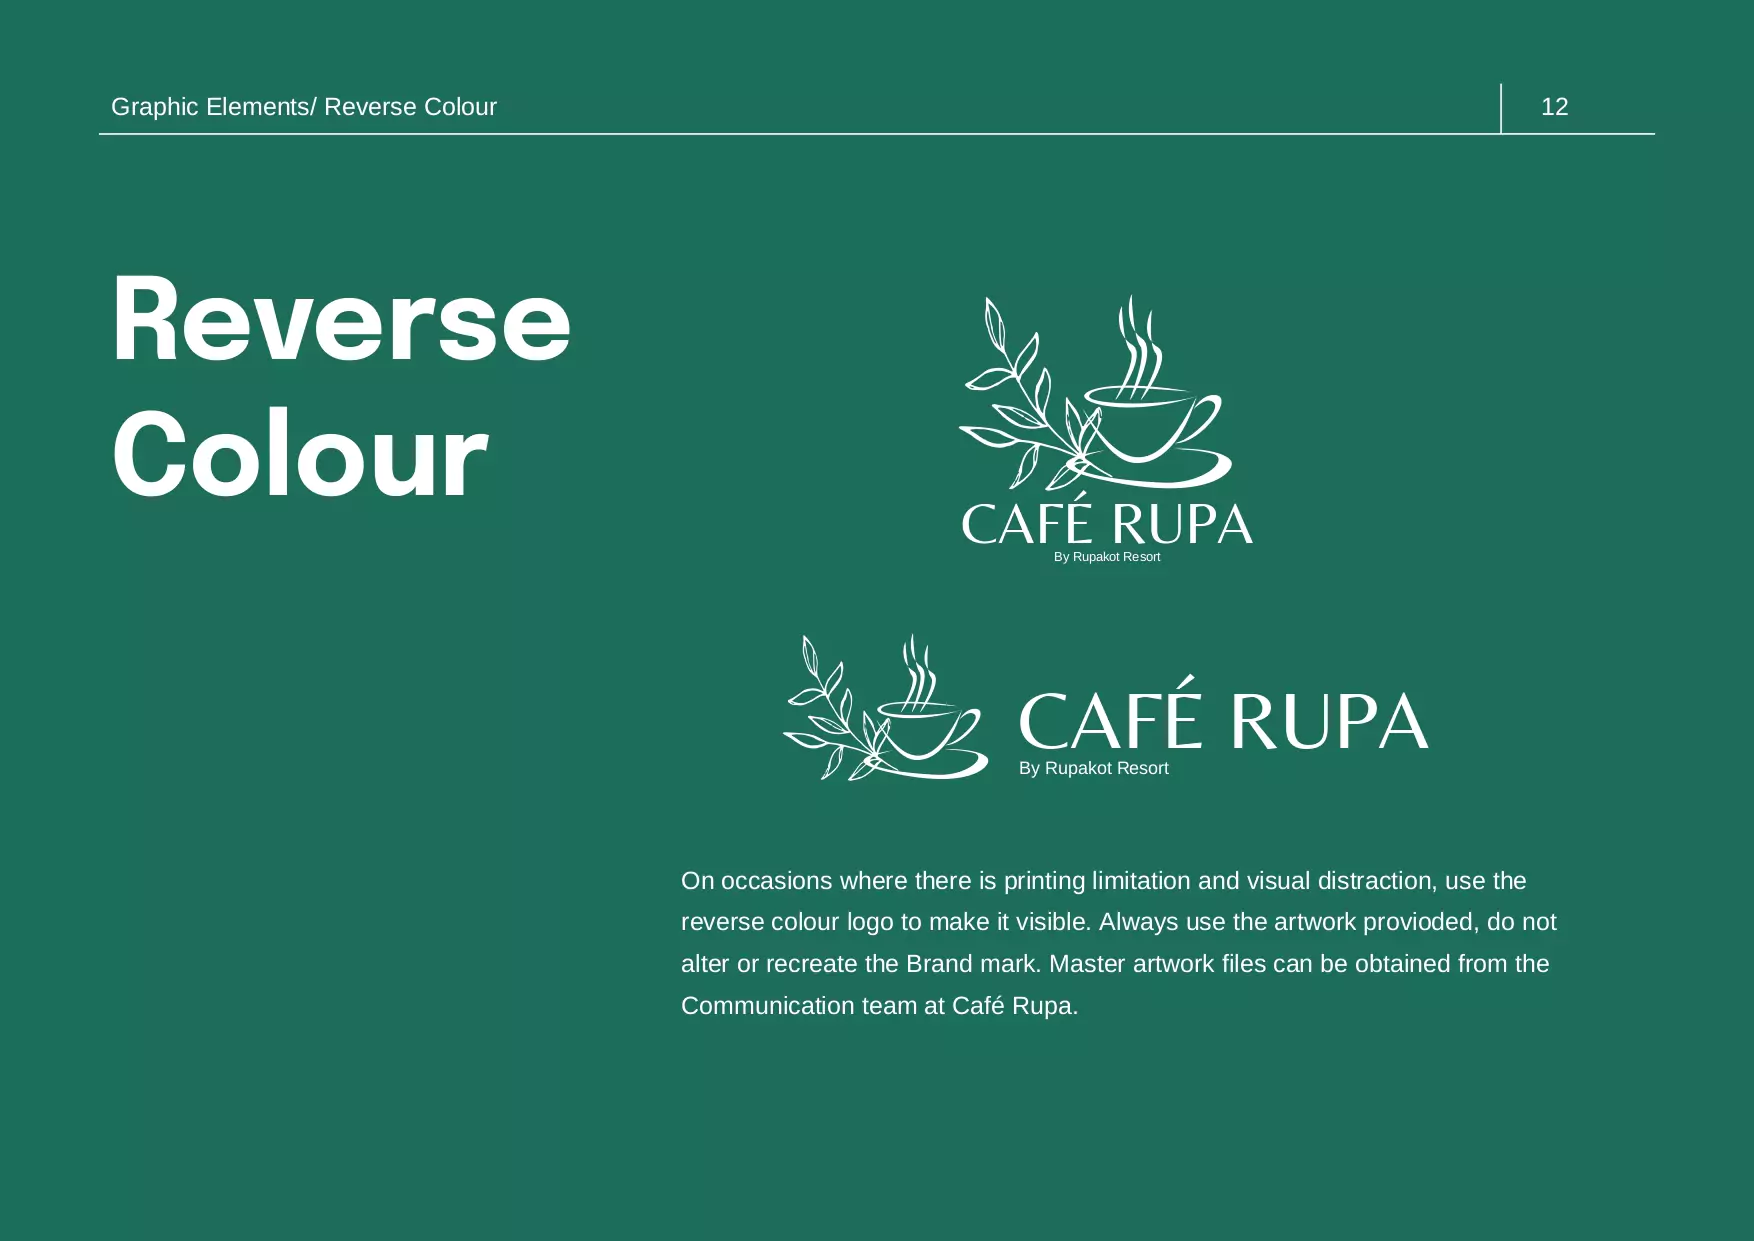 Graphic Elements/ Reverse Colour
12
Reverse
Colour
CAFÉ RUPA
By Rupakot Resort
CAFÉ RUPA
By Rupakot Resort
On occasions where there is printing limitation and visual distraction, use the
reverse colour logo to make it visible. Always use the artwork provioded, do not
alter or recreate the Brand mark. Master artwork files can be obtained from the
Communication team at Café Rupa.